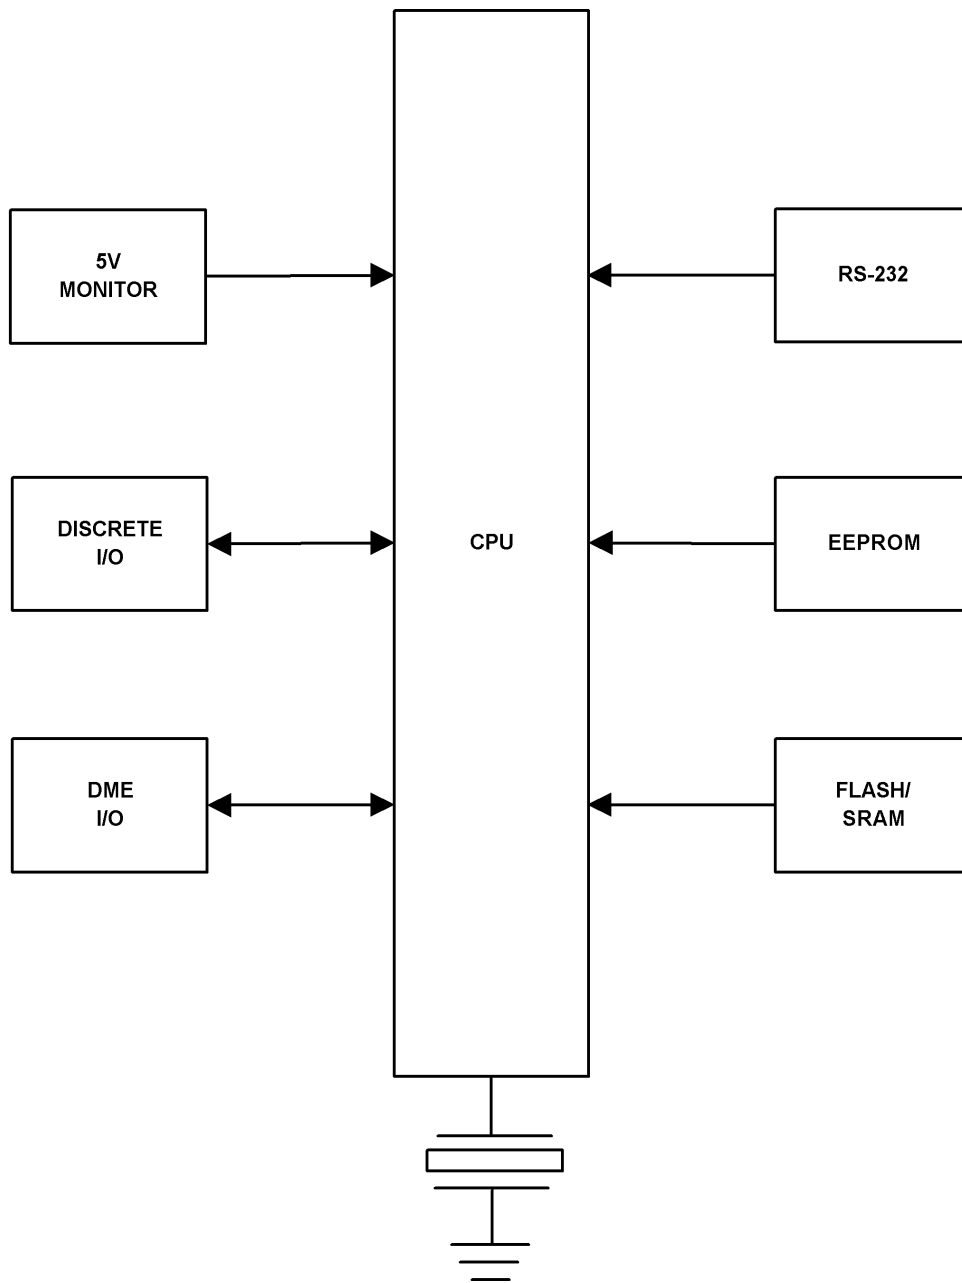 5V
MONITOR
RS-232
DISCRETE
I/O
CPU
EEPROM
DME
I/O
FLASH/
SRAM